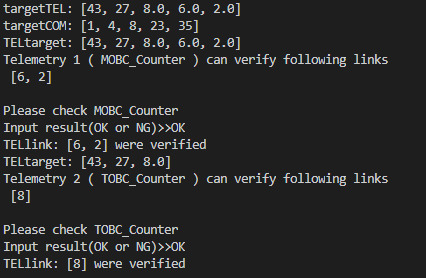 targetTEL: [43, 27, 8.0, 6.0, 2.0]
targetCOM: [1, 4, 8, 23, 35]
TELtarget: [43, 27, 8.0, 6.0, 2.0]
Telemetry 1 ( MOBC_Counter ) can verify following links
[6, 2]
Please check MOBC_Counter
Input result(OK or NG)>>OK
TELlink: [6, 2] were verified
TELtarget: [43, 27, 8.0]
Telemetry 2 ( TOBC_Counter ) can verify following links
[8]
Please check TOBC_Counter
Input result(OK or NG)>>OK
TELlink: [8] were verified